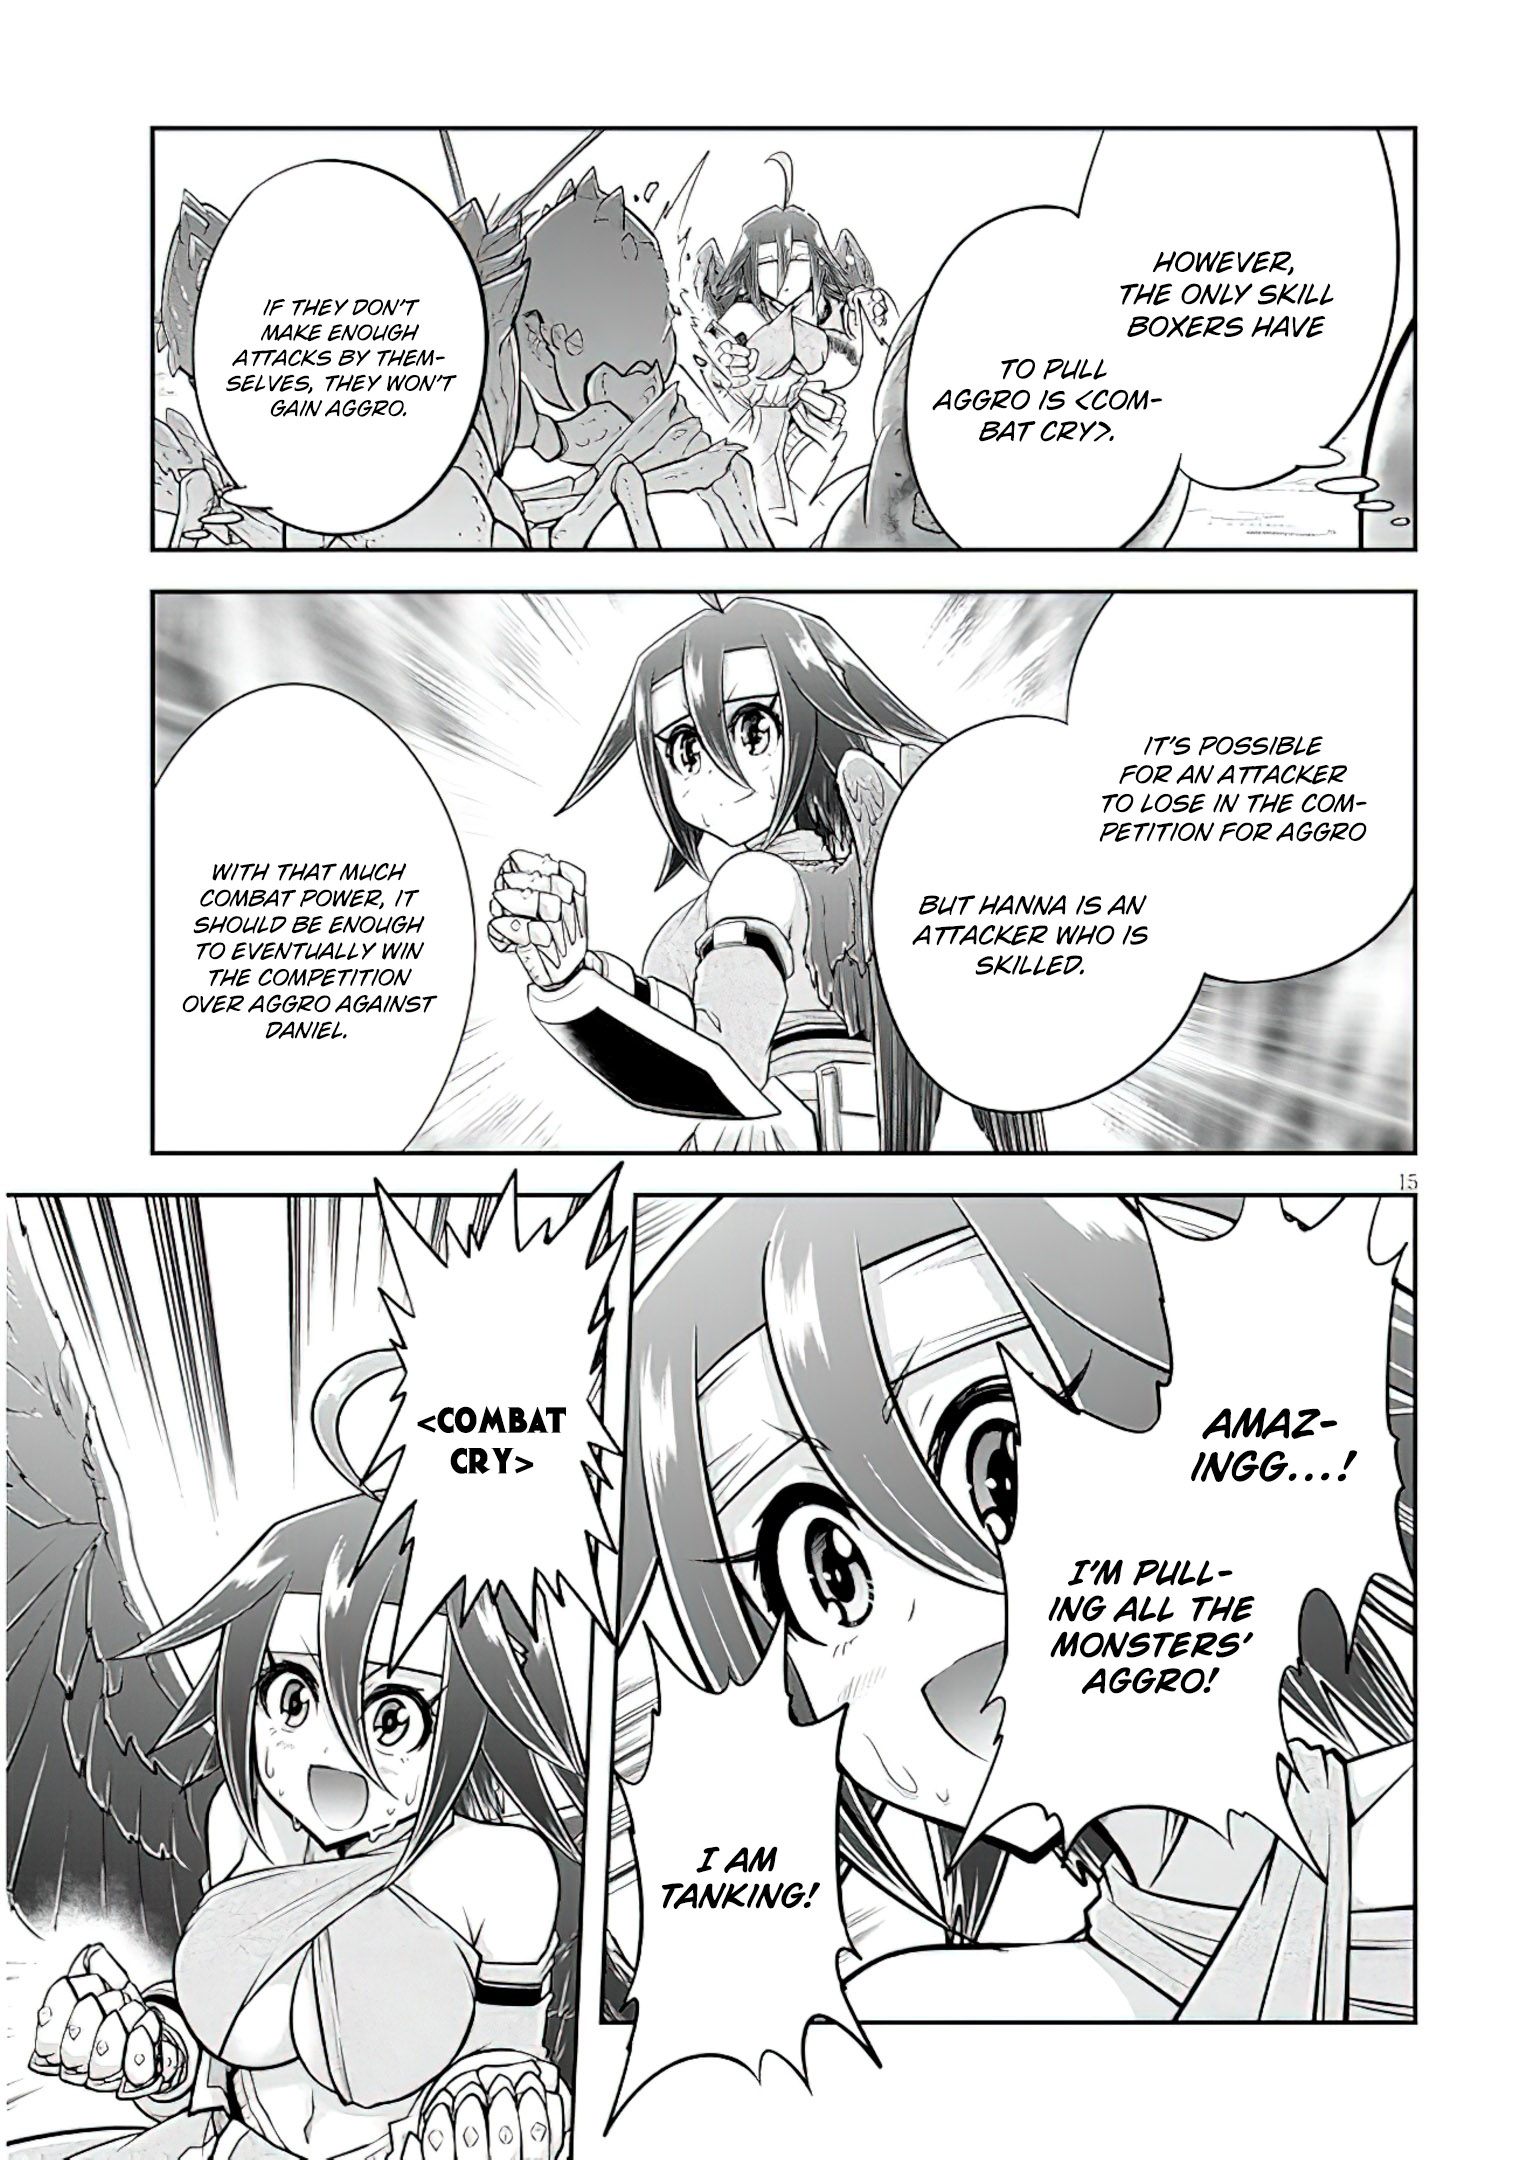 HOWEVER,
THE ONLY SKILL
BOXERS HAVE
TO PULL
AGGRO IS <COM-
BAT CRY>.
IF THEY DON'T
MAKE ENOUGH
ATTACKS BY THEM-
SELVES, THEY WON'T
GAIN AGGRO.
IT'S POSSIBLE
FOR AN ATTACKER
TO LOSE IN THE COM-
PETITION FOR AGGRO
BUT HANNA IS AN
ATTACKER WHO IS
SKILLED.
WITH THAT MUCH
COMBAT POWER, IT
SHOULD BE ENOUGH
TO EVENTUALLY WIN
THE COMPETITION
OVER AGGRO AGAINST
DANIEL.
15
AMAZ-
INGG...!
I'M PULL-
ING ALL THE
MONSTERS'
AGGRO!
I AM
TANKING!
<COMBAT
CRY>